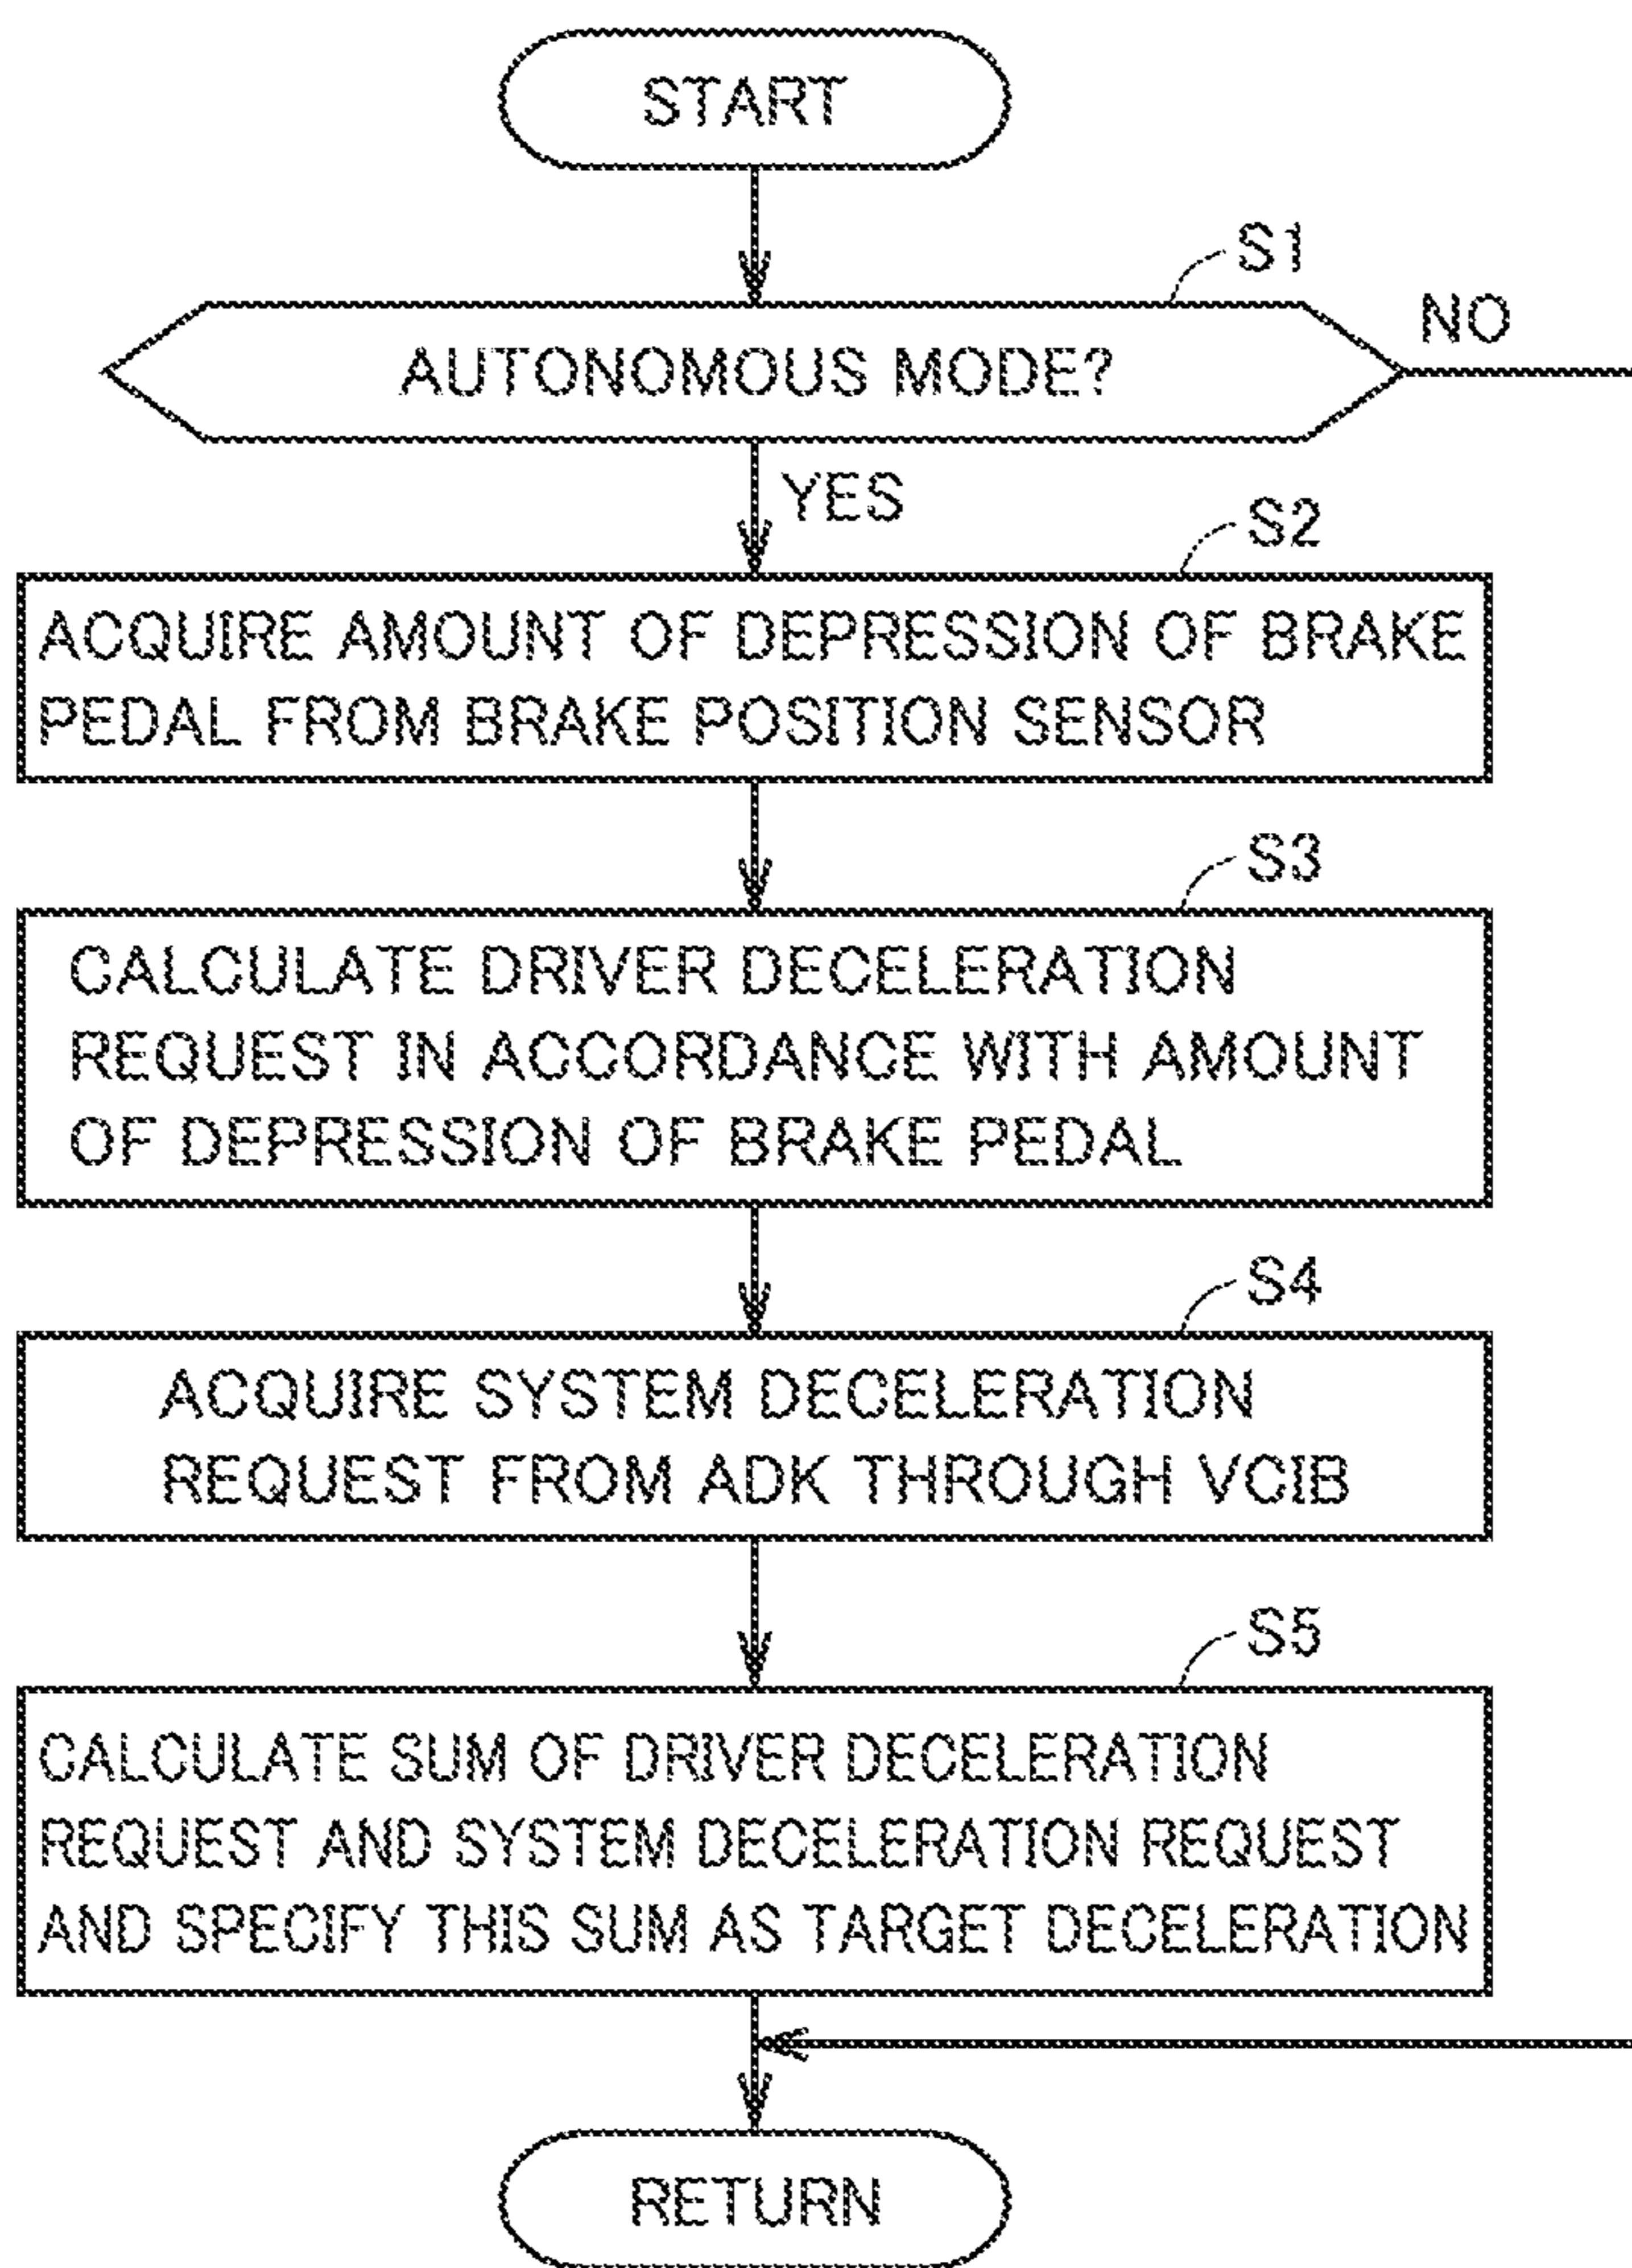 START
S1
AUTONOMOUS MODE?
NO
YES
S2
ACQUIRE AMOUNT OF DEPRESSION OF BRAKE
PEDAL FROM BRAKE POSITION SENSOR
S3
CALCULATE DRIVER DECELERATION
REQUEST IN ACCORDANCE WITH AMOUNT
OF DEPRESSION OF BRAKE PEDAL
S4
ACQUIRE SYSTEM DECELERATION
REQUEST FROM ADK THROUGH VCIB
S5
CALCULATE SUM OF DRIVER DECELERATION
REQUEST AND SYSTEM DECELERATION REQUEST
AND SPECIFY THIS SUM AS TARGET DECELERATION
RETURN